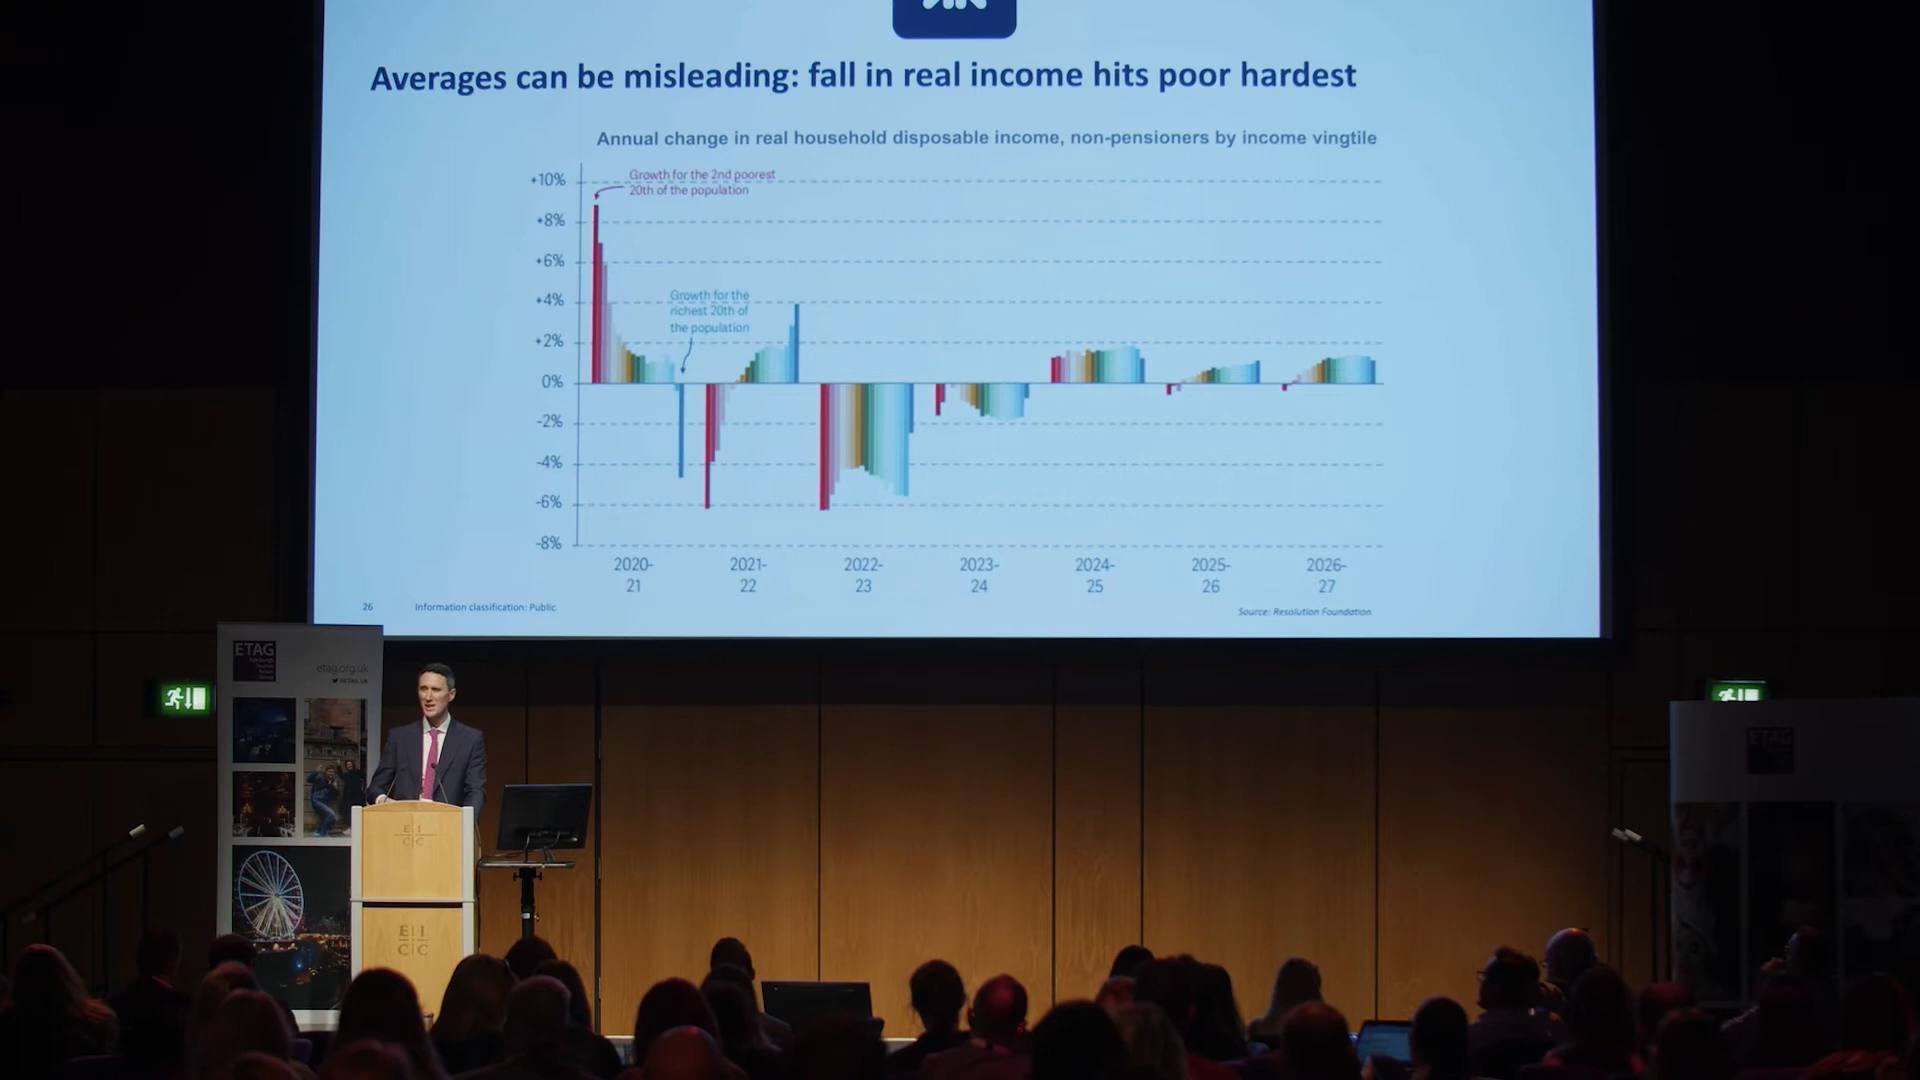 Averages can be misleading: fall in real income hits poor hardest
Annual change in real household disposable income, non-pensioners by income vingtile
+10%
+8%
+6%
+4%
+2%
0%
-2%
-4%
-6%
-8%
Growth for the 2nd poorest
20th of the population
Growth for the
richest 20th of
the population
2020-
21
2021-
22
2022-
23
2023-
24
2024-
25
2025-
26
2026-
27
26
Information classification: Public
Source: Resolution Foundation
ETAG
etag.org.uk
E I
C C
E I
C C
ETAG